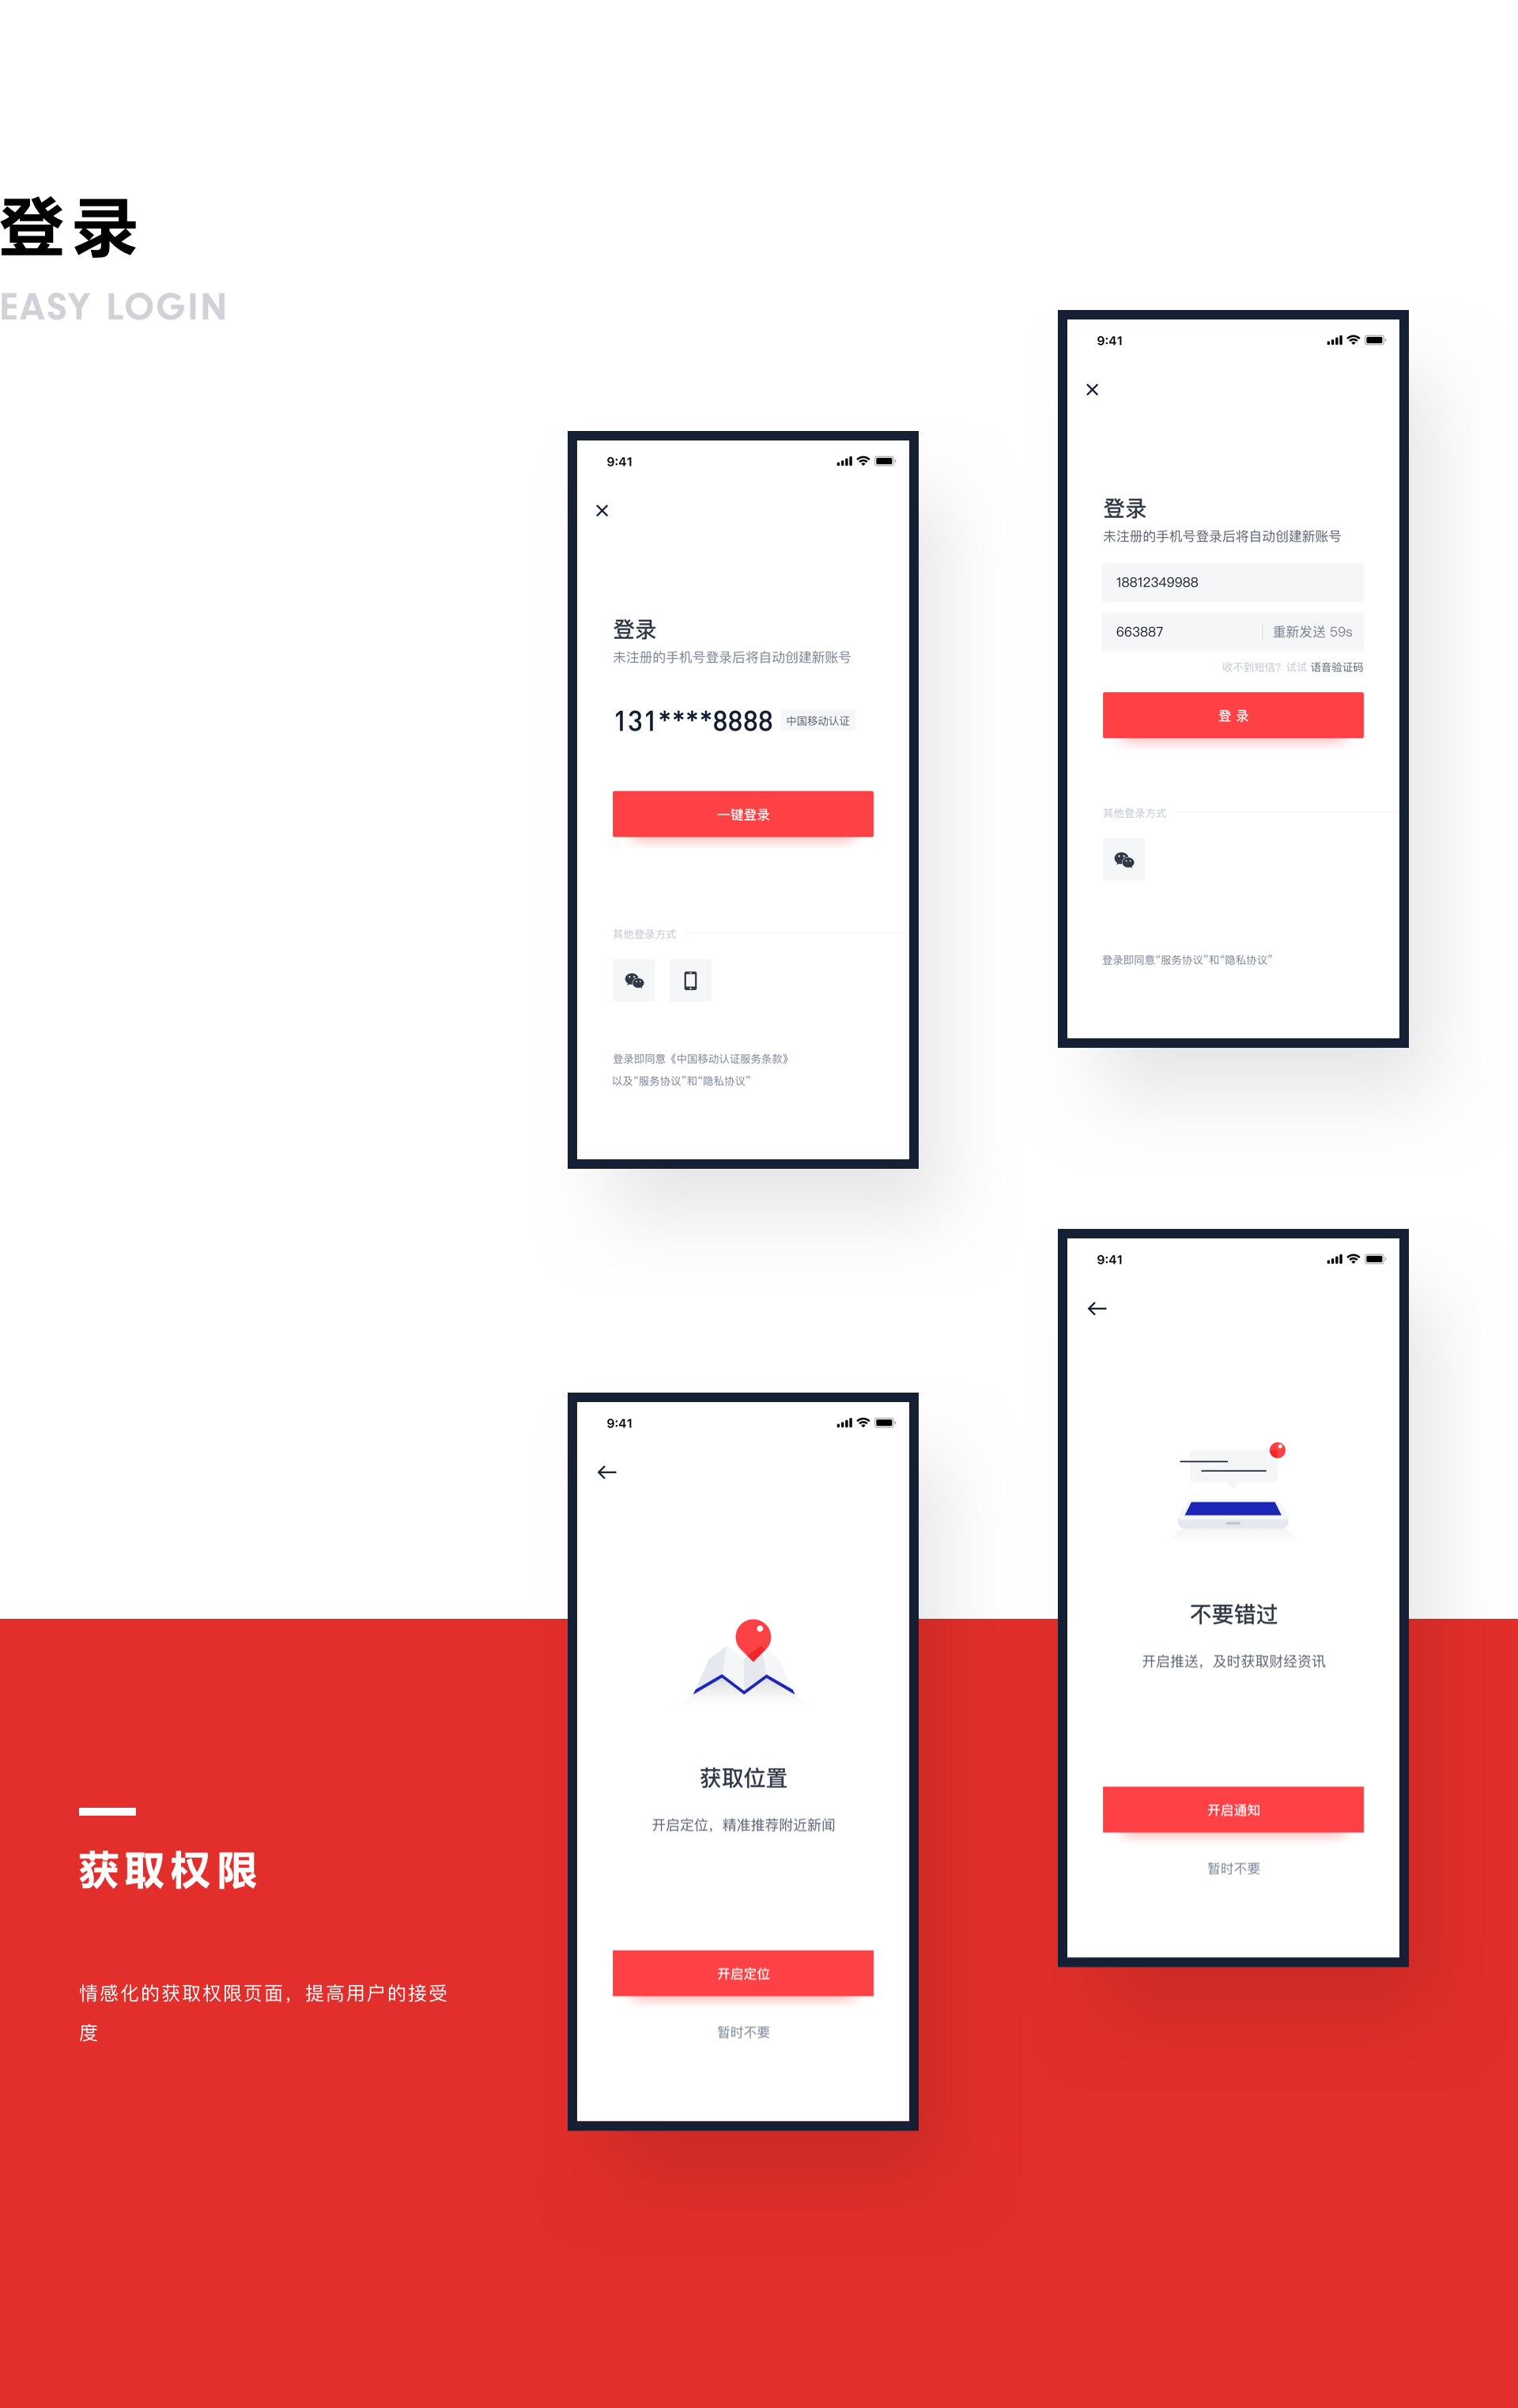 登录
EASY LOGIN
9:41
登录
未注册的手机号登录后将自动创建新账号
131****8888 中国移动认证
一键登录
其他登录方式
登录即同意《中国移动认证服务条款》
以及“服务协议”和“隐私协议”
9:41
登录
未注册的手机号登录后将自动创建新账号
18812349988
663887 重新发送 59s
收不到短信？试试 语音验证码
登 录
其他登录方式
登录即同意“服务协议”和“隐私协议”
获取权限
情感化的获取权限页面，提高用户的接受
度
9:41
获取位置
开启定位，精准推荐附近新闻
开启定位
暂时不要
9:41
不要错过
开启推送，及时获取财经资讯
开启通知
暂时不要